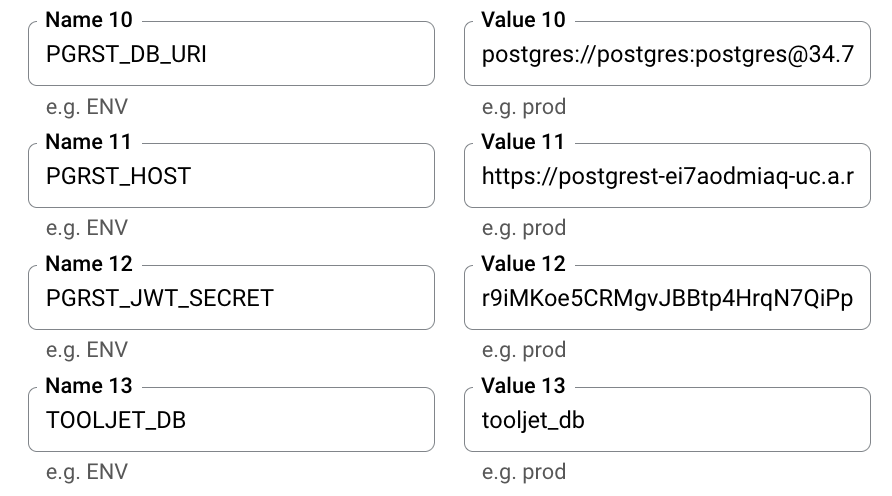 Name 10 Value 10
PGRST_DB_URI postgres://postgres:postgres@34.7
e.g. ENV e.g. prod
Name 11 Value 11
PGRST_HOST https://postgrest-ei7aodmiaq-uc.a.r
e.g. ENV e.g. prod
Name 12 Value 12
PGRST_JWT_SECRET r9iMKoe5CRMgvJBBtp4HrqN7QiPp
e.g. ENV e.g. prod
Name 13 Value 13
TOOLJET_DB tooljet_db
e.g. ENV e.g. prod